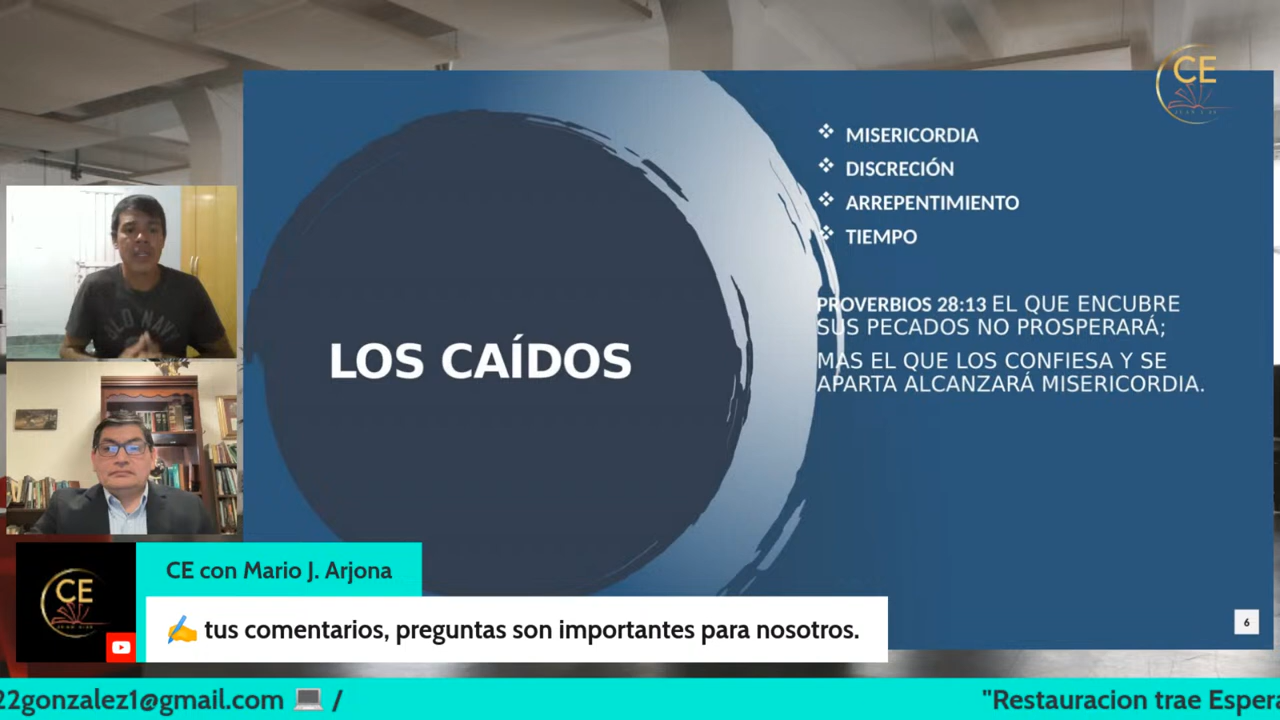 CE
❖ MISERICORDIA
❖ DISCRECIÓN
❖ ARREPENTIMIENTO
❖ TIEMPO
PROVERBIOS 28:13 EL QUE ENCUBRE
SUS PECADOS NO PROSPERARÁ;
MAS EL QUE LOS CONFIESA Y SE
APARTA ALCANZARÁ MISERICORDIA.
LOS CAÍDOS
6
CE
CE con Mario J. Arjona
✍️ tus comentarios, preguntas son importantes para nosotros.
22gonzalez1@gmail.com 💻 /
"Restauracion trae Espera